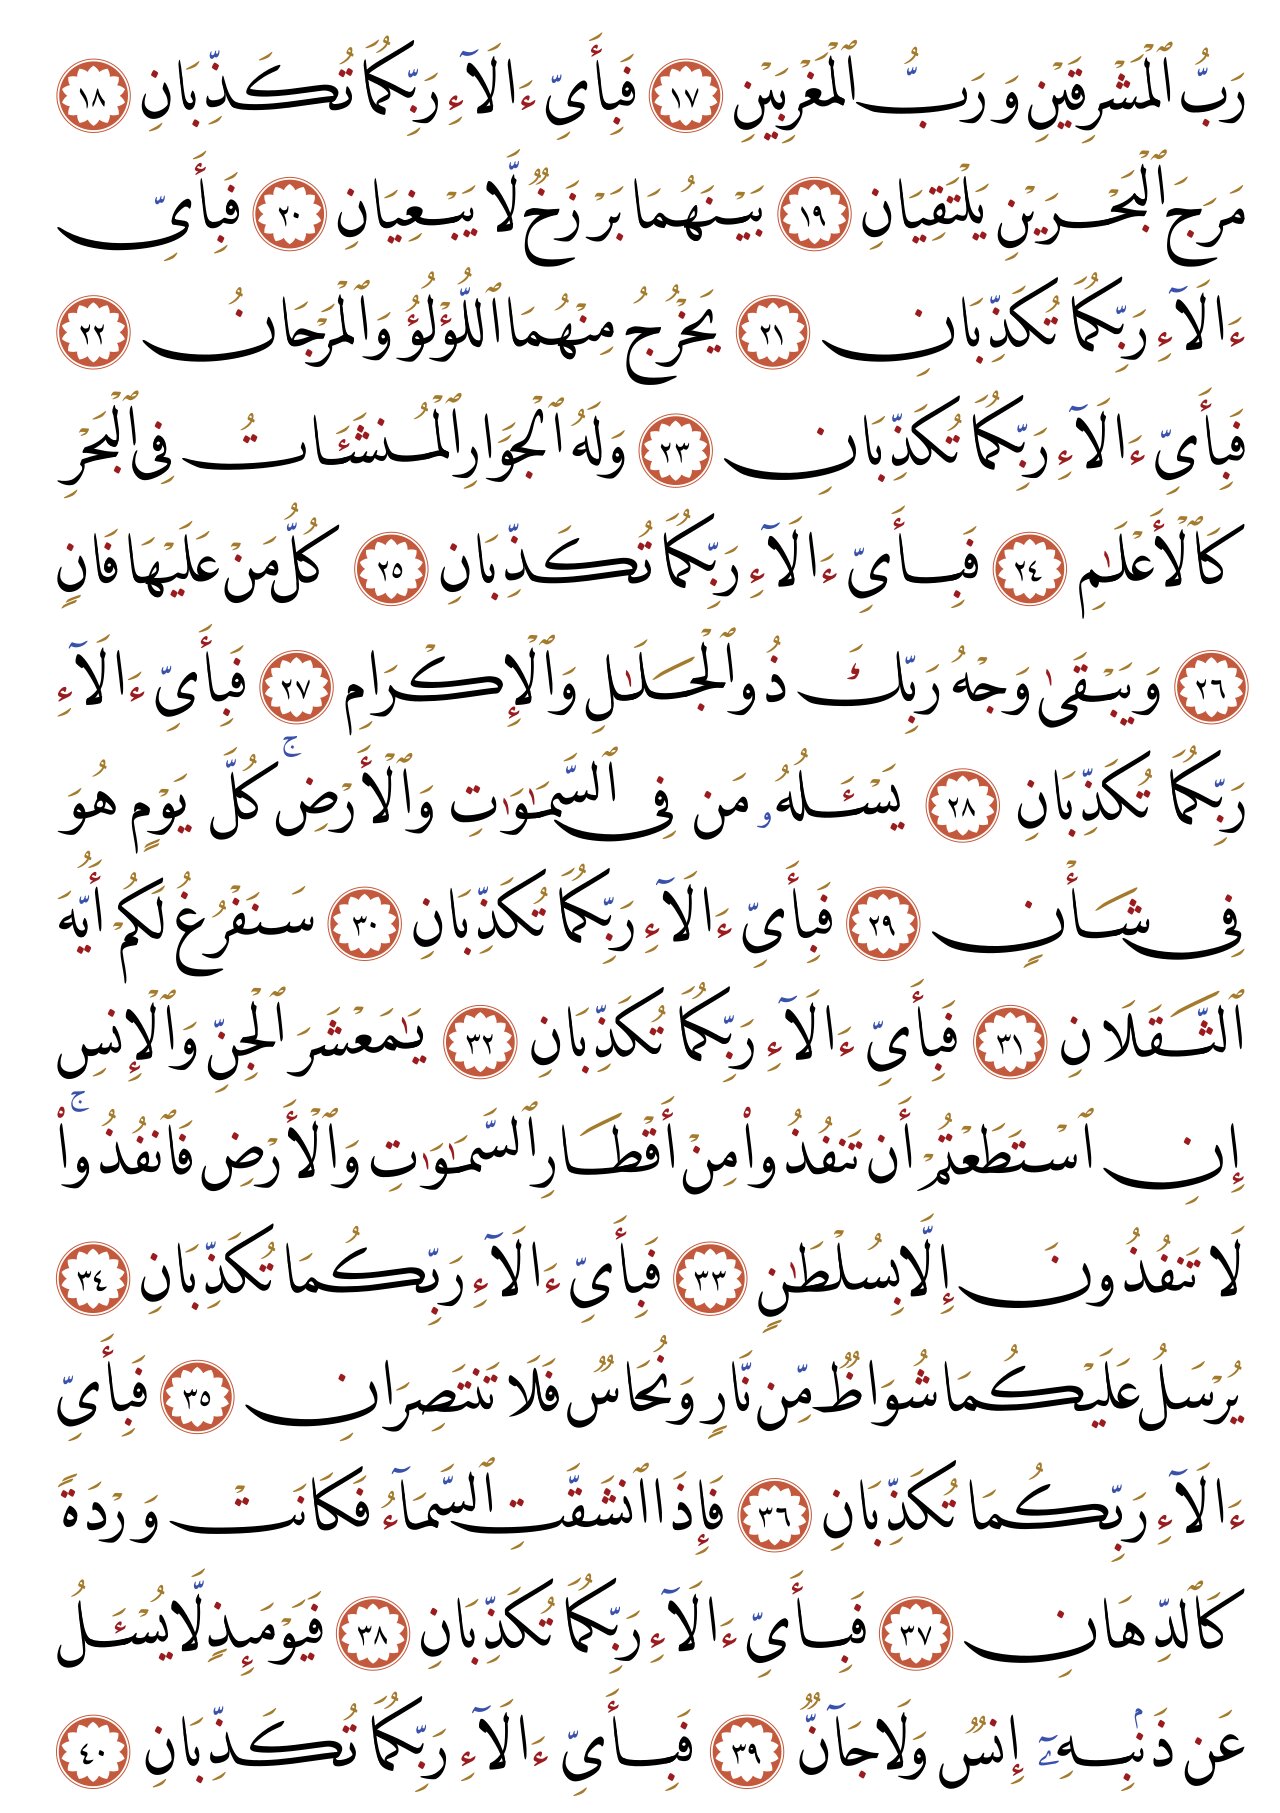 رَبُّ ٱلْمَشْرِقَيْنِ وَرَبُّ ٱلْمَغْرِبَيْنِ ١٧ فَبِأَىِّ ءَالَآءِ رَبِّكُمَا تُكَذِّبَانِ ١٨
مَرَجَ ٱلْبَحْرَيْنِ يَلْتَقِيَانِ ١٩ بَيْنَهُمَا بَرْزَخٌ لَّا يَبْغِيَانِ ٢٠ فَبِأَىِّ
ءَالَآءِ رَبِّكُمَا تُكَذِّبَانِ ٢١ يَخْرُجُ مِنْهُمَا ٱللُّؤْلُؤُ وَٱلْمَرْجَانُ ٢٢
فَبِأَىِّ ءَالَآءِ رَبِّكُمَا تُكَذِّبَانِ ٢٣ وَلَهُ ٱلْجَوَارِ ٱلْمُنشَـَٔاتُ فِى ٱلْبَحْرِ
كَٱلْأَعْلَـٰمِ ٢٤ فَبِأَىِّ ءَالَآءِ رَبِّكُمَا تُكَذِّبَانِ ٢٥ كُلُّ مَنْ عَلَيْهَا فَانٍ
٢٦ وَيَبْقَىٰ وَجْهُ رَبِّكَ ذُو ٱلْجَلَـٰلِ وَٱلْإِكْرَامِ ٢٧ فَبِأَىِّ ءَالَآءِ
رَبِّكُمَا تُكَذِّبَانِ ٢٨ يَسْـَٔلُهُۥ مَن فِى ٱلسَّمَـٰوَٰتِ وَٱلْأَرْضِ ۚ كُلَّ يَوْمٍ هُوَ
فِى شَأْنٍ ٢٩ فَبِأَىِّ ءَالَآءِ رَبِّكُمَا تُكَذِّبَانِ ٣٠ سَنَفْرُغُ لَكُمْ أَيُّهَ
ٱلثَّقَلَانِ ٣١ فَبِأَىِّ ءَالَآءِ رَبِّكُمَا تُكَذِّبَانِ ٣٢ يَـٰمَعْشَرَ ٱلْجِنِّ وَٱلْإِنسِ
إِنِ ٱسْتَطَعْتُمْ أَن تَنفُذُوا۟ مِنْ أَقْطَارِ ٱلسَّمَـٰوَٰتِ وَٱلْأَرْضِ فَٱنفُذُوا۟ ۚ
لَا تَنفُذُونَ إِلَّا بِسُلْطَـٰنٍ ٣٣ فَبِأَىِّ ءَالَآءِ رَبِّكُمَا تُكَذِّبَانِ ٣٤
يُرْسَلُ عَلَيْكُمَا شُوَاظٌ مِّن نَّارٍ وَنُحَاسٌ فَلَا تَنتَصِرَانِ ٣٥ فَبِأَىِّ
ءَالَآءِ رَبِّكُمَا تُكَذِّبَانِ ٣٦ فَإِذَا ٱنشَقَّتِ ٱلسَّمَآءُ فَكَانَتْ وَرْدَةً
كَٱلدِّهَانِ ٣٧ فَبِأَىِّ ءَالَآءِ رَبِّكُمَا تُكَذِّبَانِ ٣٨ فَيَوْمَئِذٍ لَّا يُسْـَٔلُ
عَن ذَنۢبِهِۦٓ إِنسٌ وَلَا جَآنٌّ ٣٩ فَبِأَىِّ ءَالَآءِ رَبِّكُمَا تُكَذِّبَانِ ٤٠